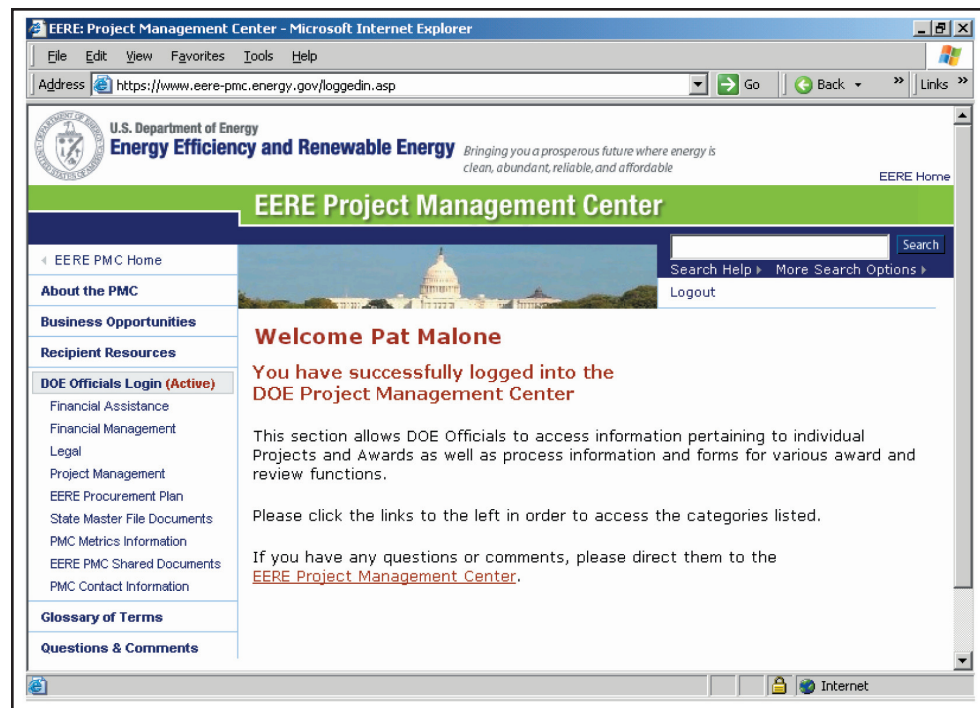 EERE: Project Management Center - Microsoft Internet Explorer
File Edit View Favorites Tools Help
Address https://www.eere-pmc.energy.gov/loggedin.asp Go Back » Links »
U.S. Department of Energy
Energy Efficiency and Renewable Energy
Bringing you a prosperous future where energy is
clean, abundant, reliable, and affordable
EERE Home
EERE Project Management Center
Search
Search Help More Search Options
Logout
EERE PMC Home
About the PMC
Business Opportunities
Recipient Resources
DOE Officials Login (Active)
Financial Assistance
Financial Management
Legal
Project Management
EERE Procurement Plan
State Master File Documents
PMC Metrics Information
EERE PMC Shared Documents
PMC Contact Information
Glossary of Terms
Questions & Comments
Welcome Pat Malone
You have successfully logged into the
DOE Project Management Center
This section allows DOE Officials to access information pertaining to individual
Projects and Awards as well as process information and forms for various award and
review functions.
Please click the links to the left in order to access the categories listed.
If you have any questions or comments, please direct them to the
EERE Project Management Center.
Internet